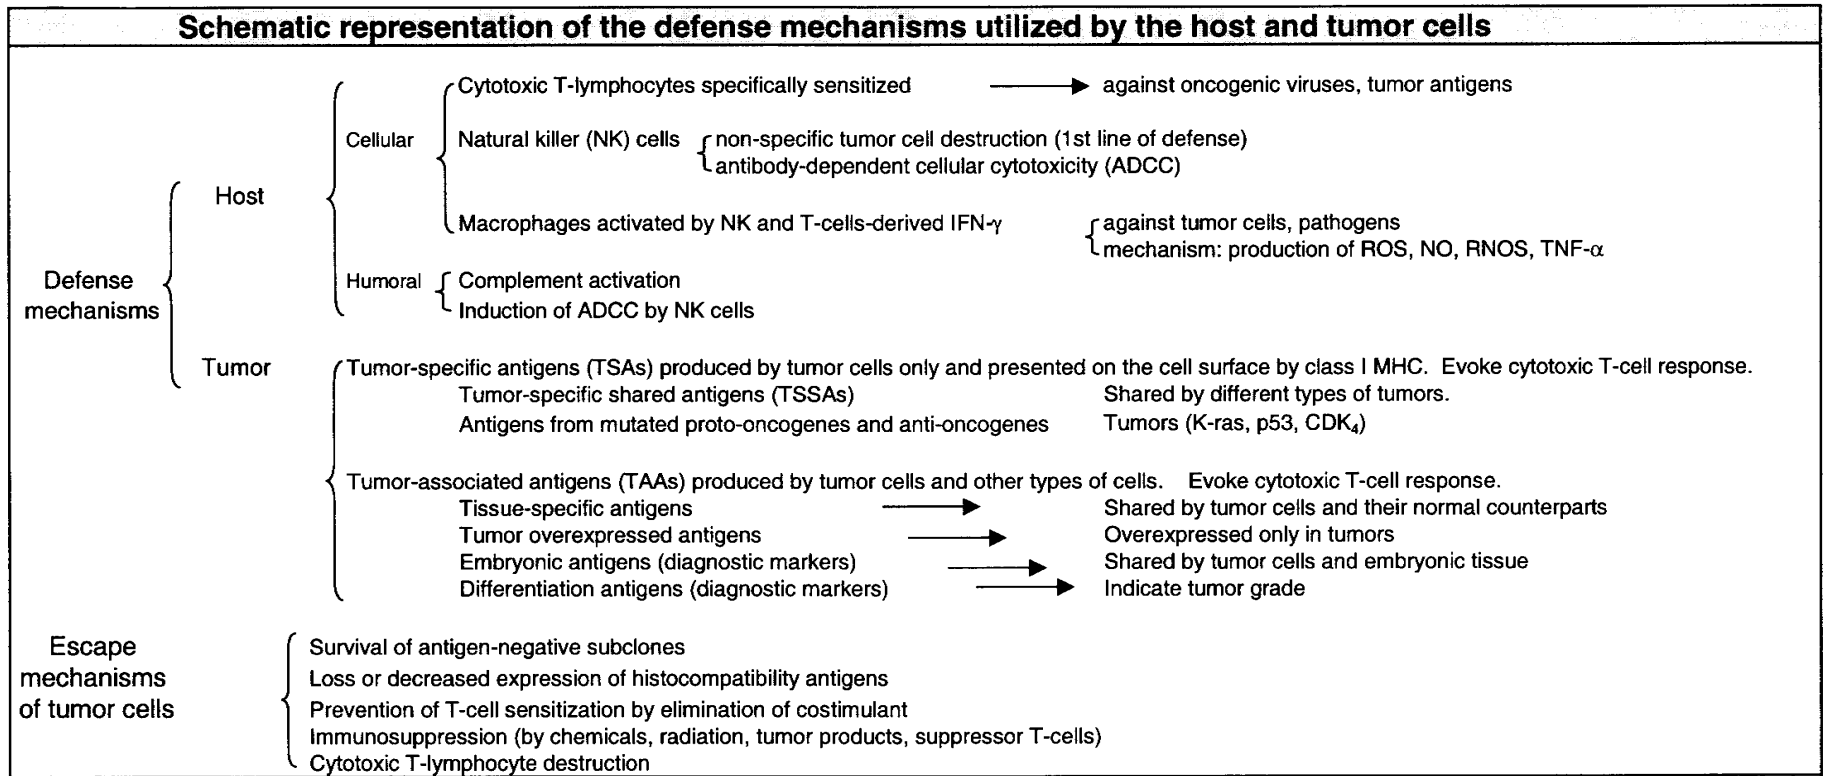 Schematic representation of the defense mechanisms utilized by the host and tumor cells
Cytotoxic T-lymphocytes specifically sensitized against oncogenic viruses, tumor antigens
Cellular Natural killer (NK) cells non-specific tumor cell destruction (1st line of defense)
antibody-dependent cellular cytotoxicity (ADCC)
Host
Macrophages activated by NK and T-cells-derived IFN-γ against tumor cells, pathogens
mechanism: production of ROS, NO, RNOS, TNF-α
Defense
mechanisms
Humoral Complement activation
Induction of ADCC by NK cells
Tumor Tumor-specific antigens (TSAs) produced by tumor cells only and presented on the cell surface by class I MHC. Evoke cytotoxic T-cell response.
Tumor-specific shared antigens (TSSAs) Shared by different types of tumors.
Antigens from mutated proto-oncogenes and anti-oncogenes Tumors (K-ras, p53, CDK₄)
Tumor-associated antigens (TAAs) produced by tumor cells and other types of cells. Evoke cytotoxic T-cell response.
Tissue-specific antigens Shared by tumor cells and their normal counterparts
Tumor overexpressed antigens Overexpressed only in tumors
Embryonic antigens (diagnostic markers) Shared by tumor cells and embryonic tissue
Differentiation antigens (diagnostic markers) Indicate tumor grade
Escape
mechanisms
of tumor cells
Survival of antigen-negative subclones
Loss or decreased expression of histocompatibility antigens
Prevention of T-cell sensitization by elimination of costimulant
Immunosuppression (by chemicals, radiation, tumor products, suppressor T-cells)
Cytotoxic T-lymphocyte destruction